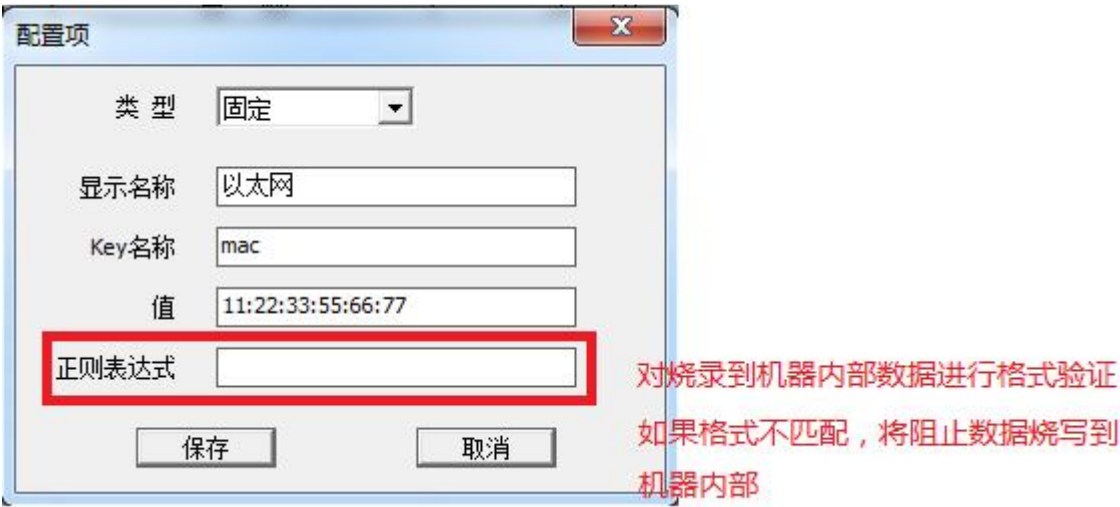 配置项
类 型 固定
显示名称 以太网
Key名称 mac
值 11:22:33:55:66:77
正则表达式
对烧录到机器内部数据进行格式验证
如果格式不匹配，将阻止数据烧写到
机器内部
保存 取消